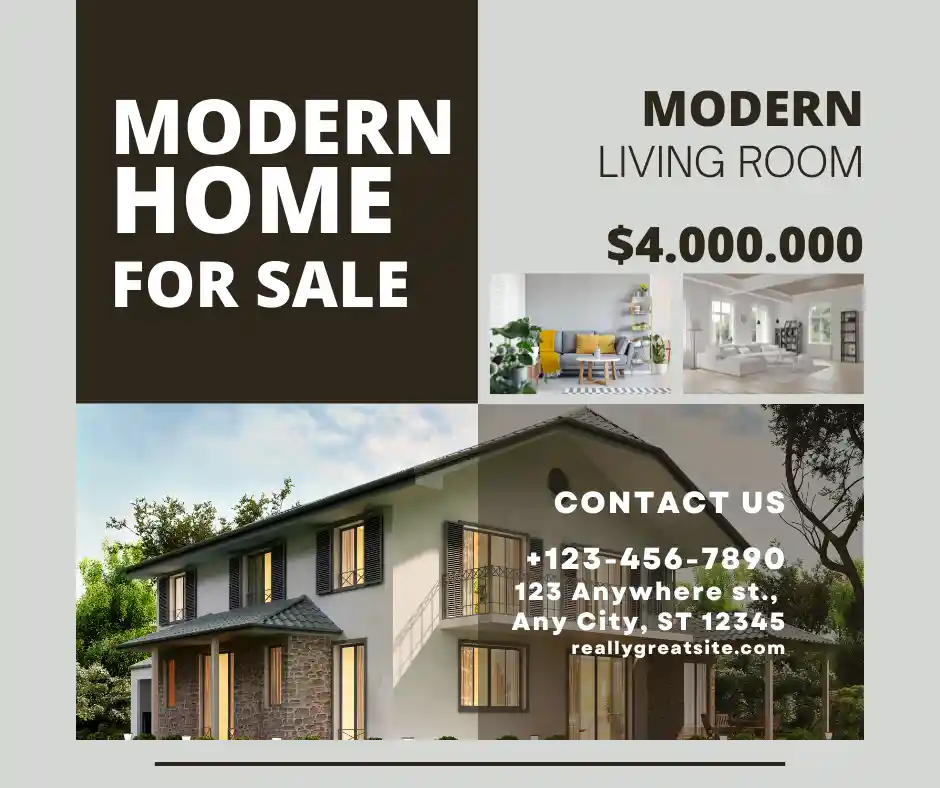 MODERN
HOME
FOR SALE
MODERN
LIVING ROOM
$4.000.000
CONTACT US
+123-456-7890
123 Anywhere st.,
Any City, ST 12345
reallygreatsite.com